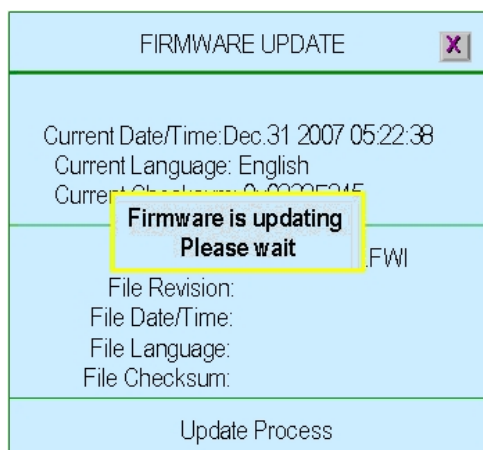 FIRMWARE UPDATE X
Current Date/Time:Dec.31 2007 05:22:38
Current Language: English
Current
Firmware is updating
Please wait
.FWI
File Revision:
File Date/Time:
File Language:
File Checksum:
Update Process